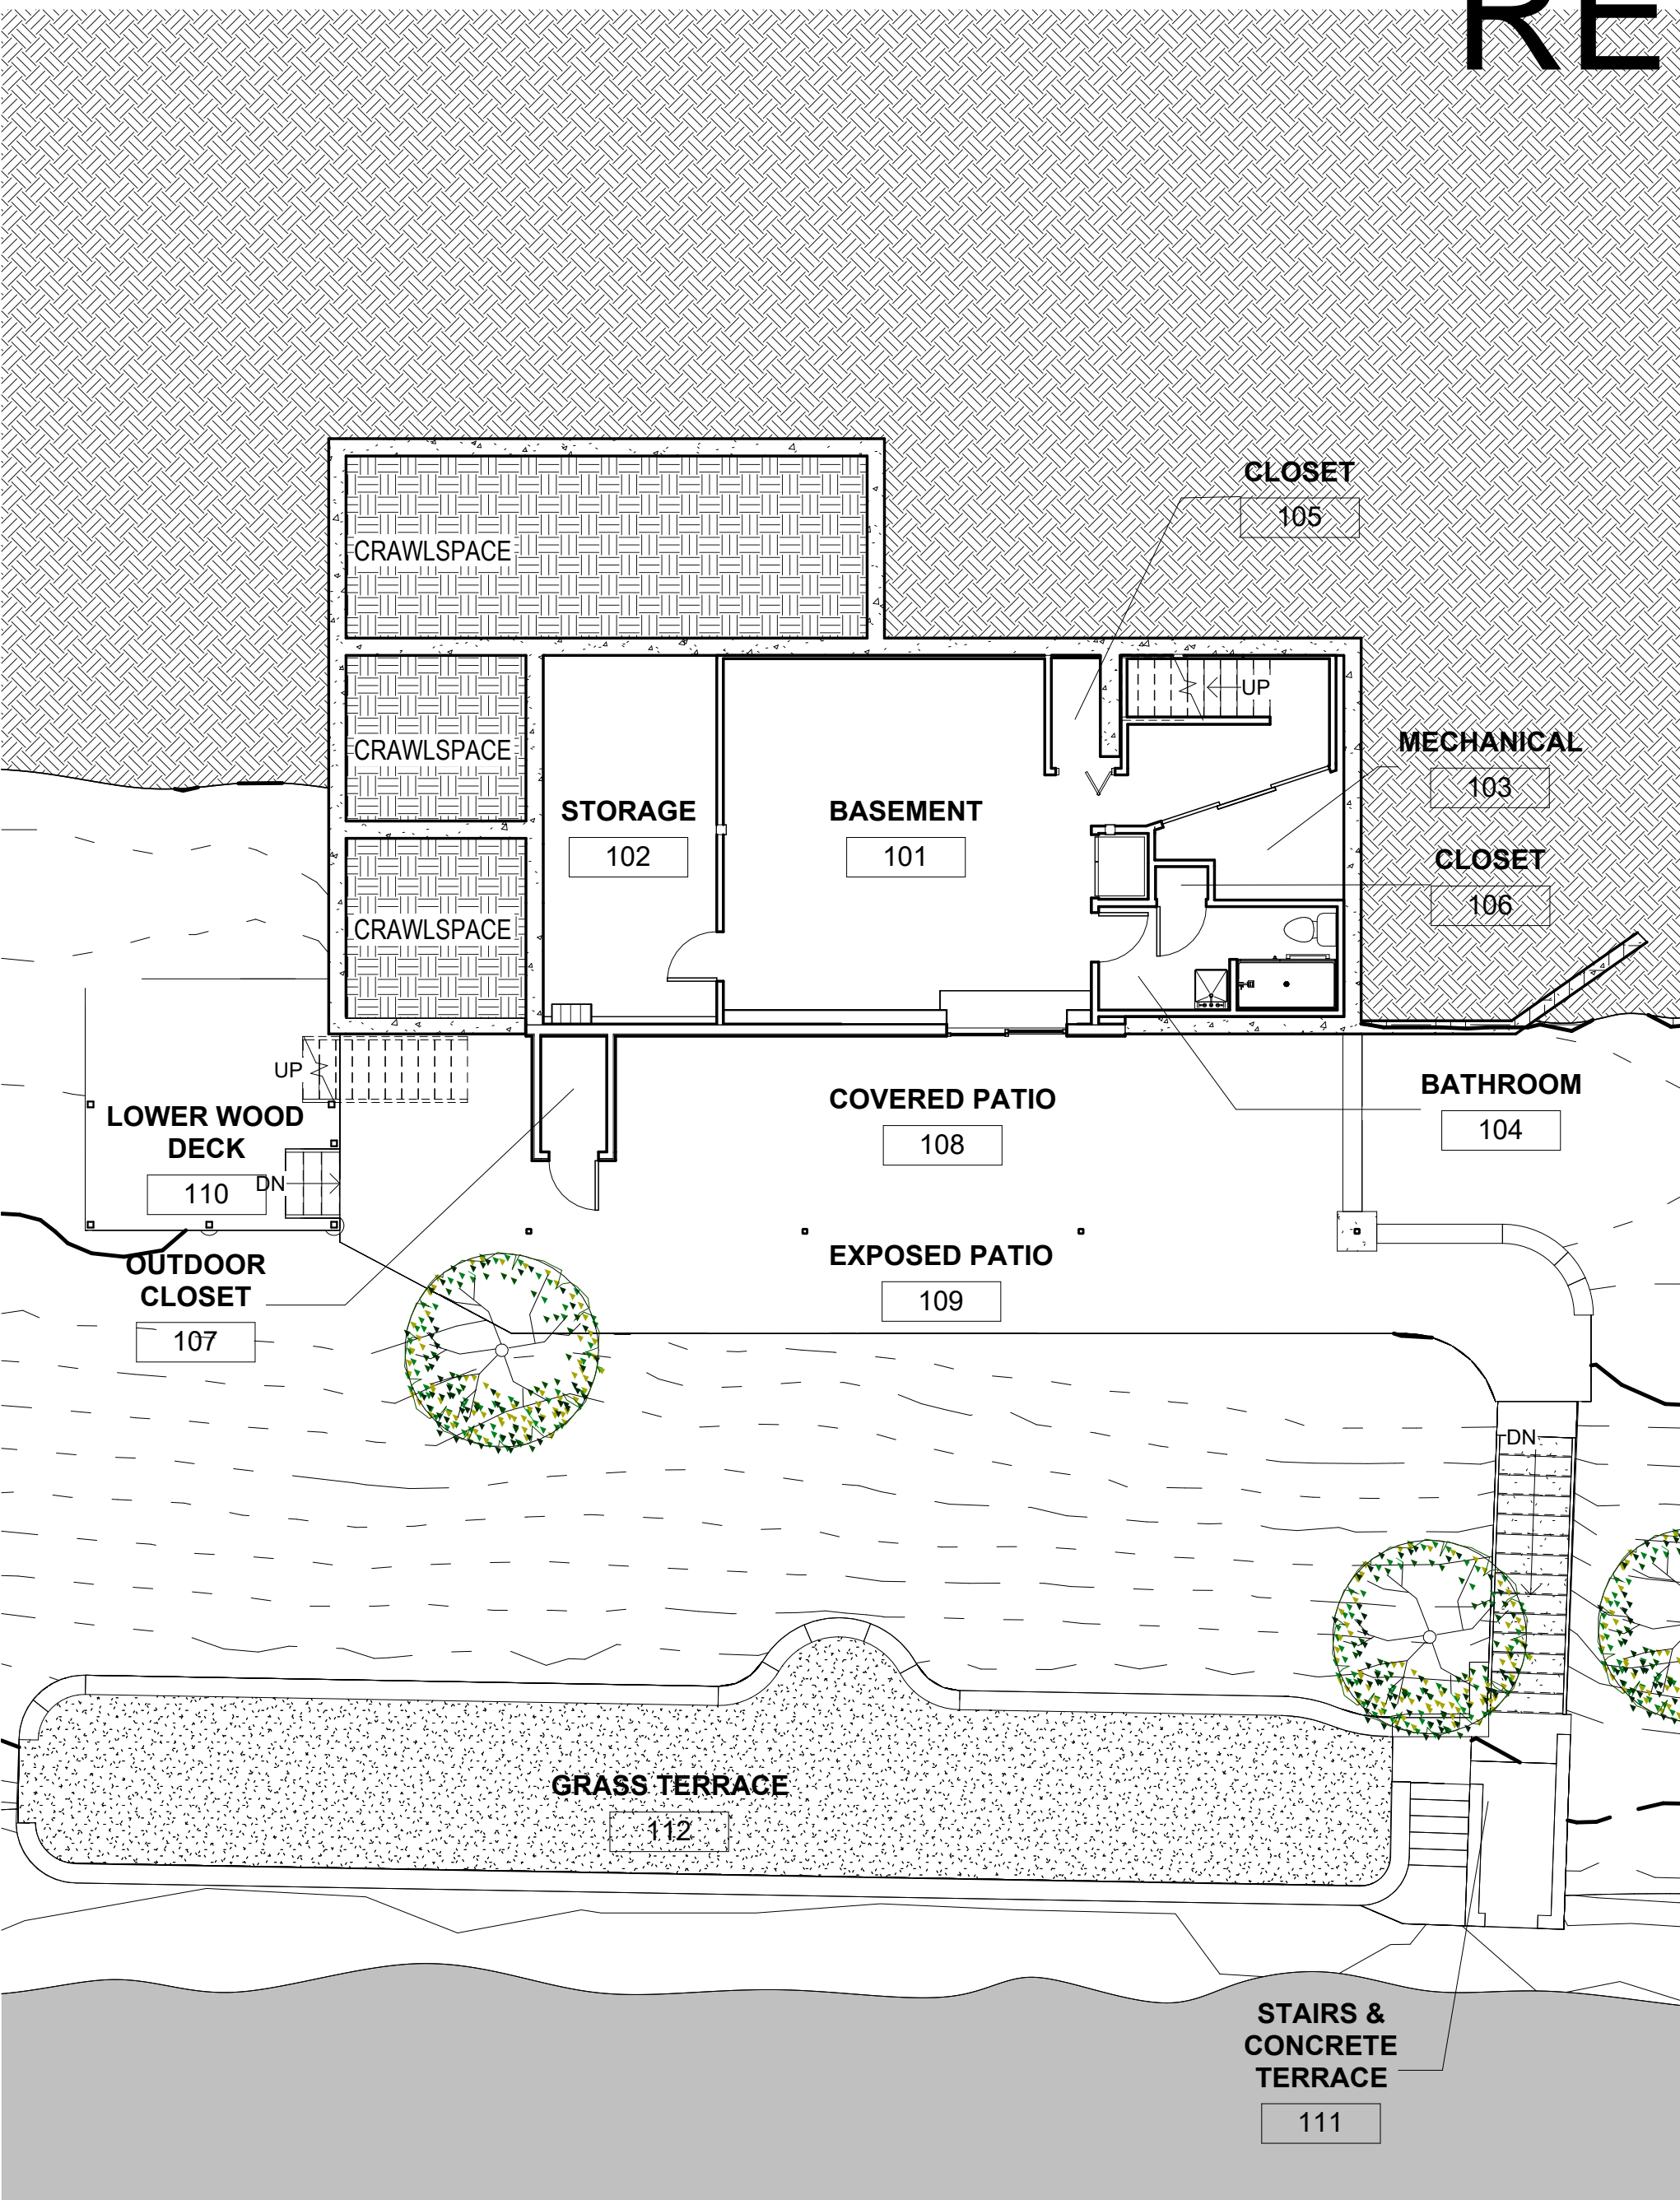 RE
CLOSET
105
CRAWLSPACE
UP
CRAWLSPACE
MECHANICAL
103
STORAGE
102
BASEMENT
101
CLOSET
106
CRAWLSPACE
UP
LOWER WOOD
DECK
110
DN
COVERED PATIO
108
BATHROOM
104
OUTDOOR
CLOSET
107
EXPOSED PATIO
109
DN
GRASS TERRACE
112
STAIRS &
CONCRETE
TERRACE
111